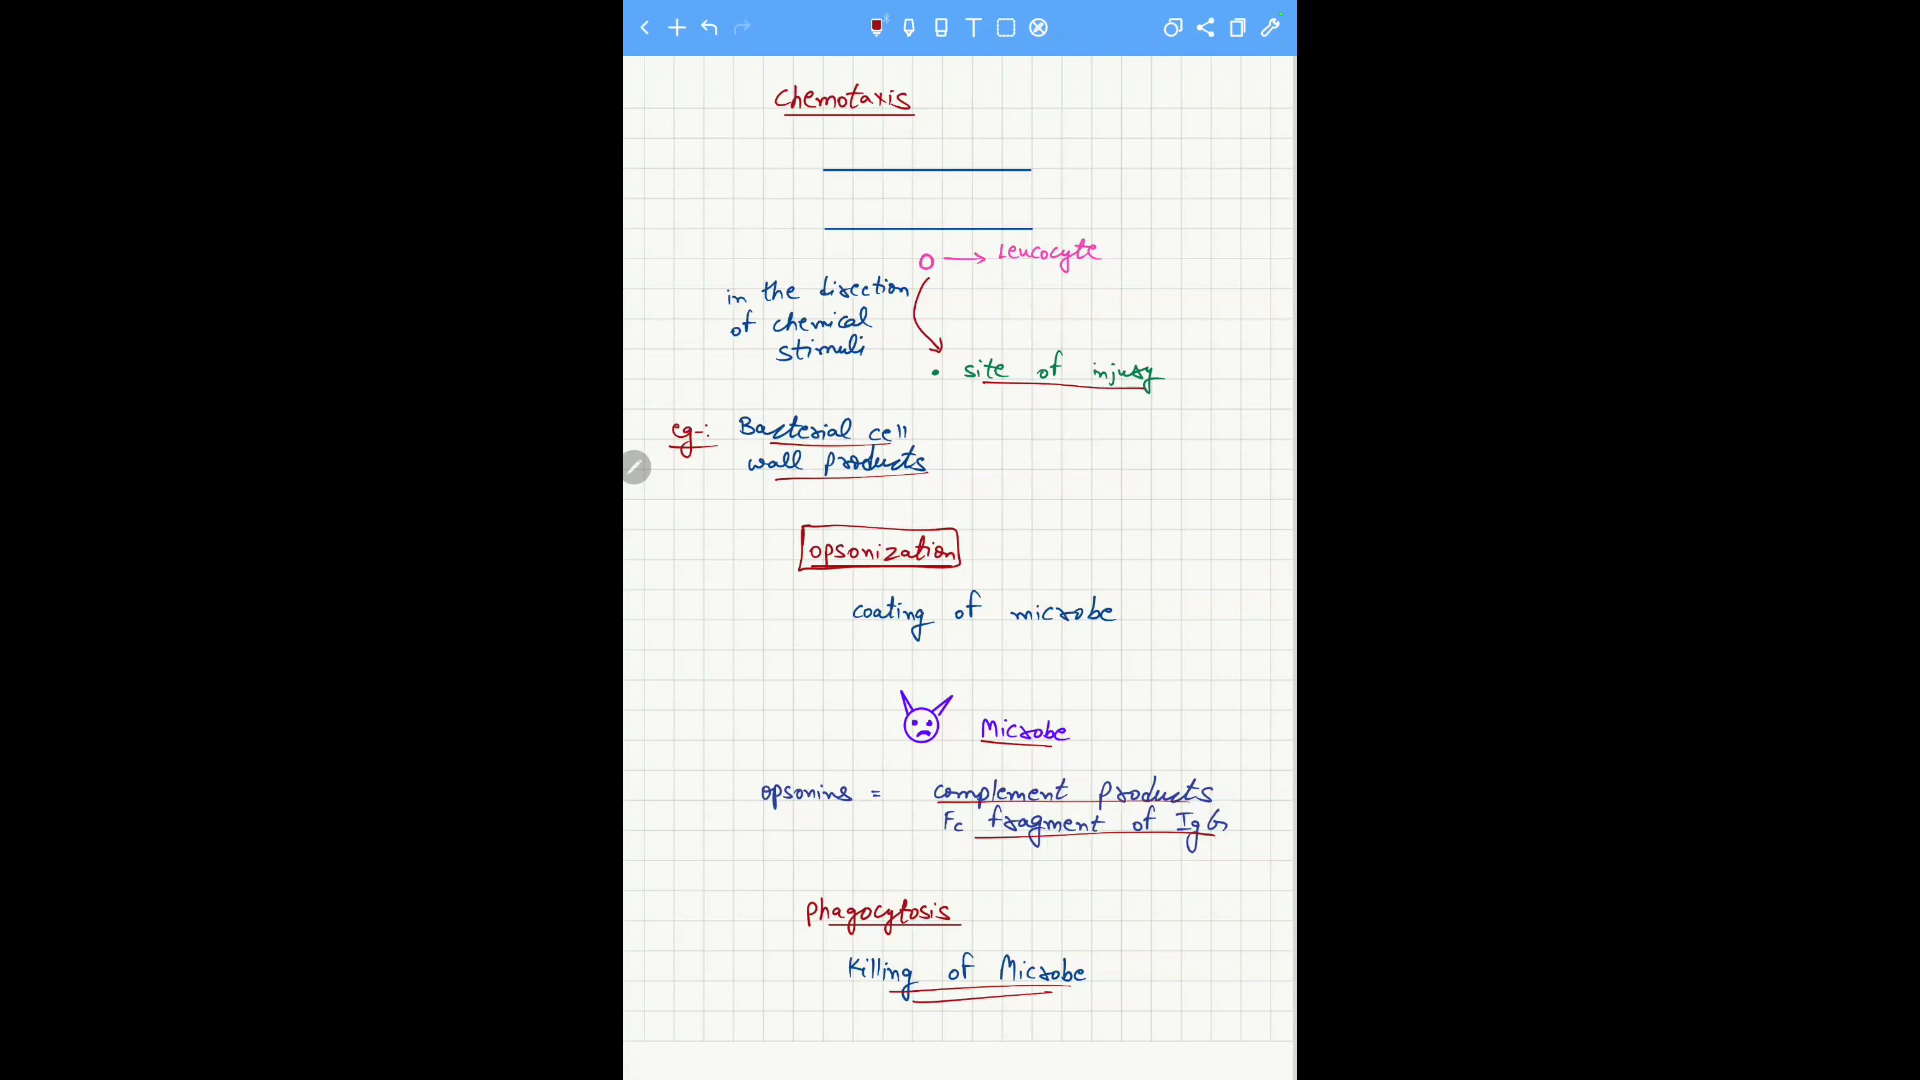 Chemotaxis
Leucocyte
in the direction
of chemical
stimuli
site of injury
eg-: Bacterial cell
wall products
opsonization
coating of microbe
Microbe
opsonins = complement products
Fc fragment of IgG
Phagocytosis
Killing of Microbe